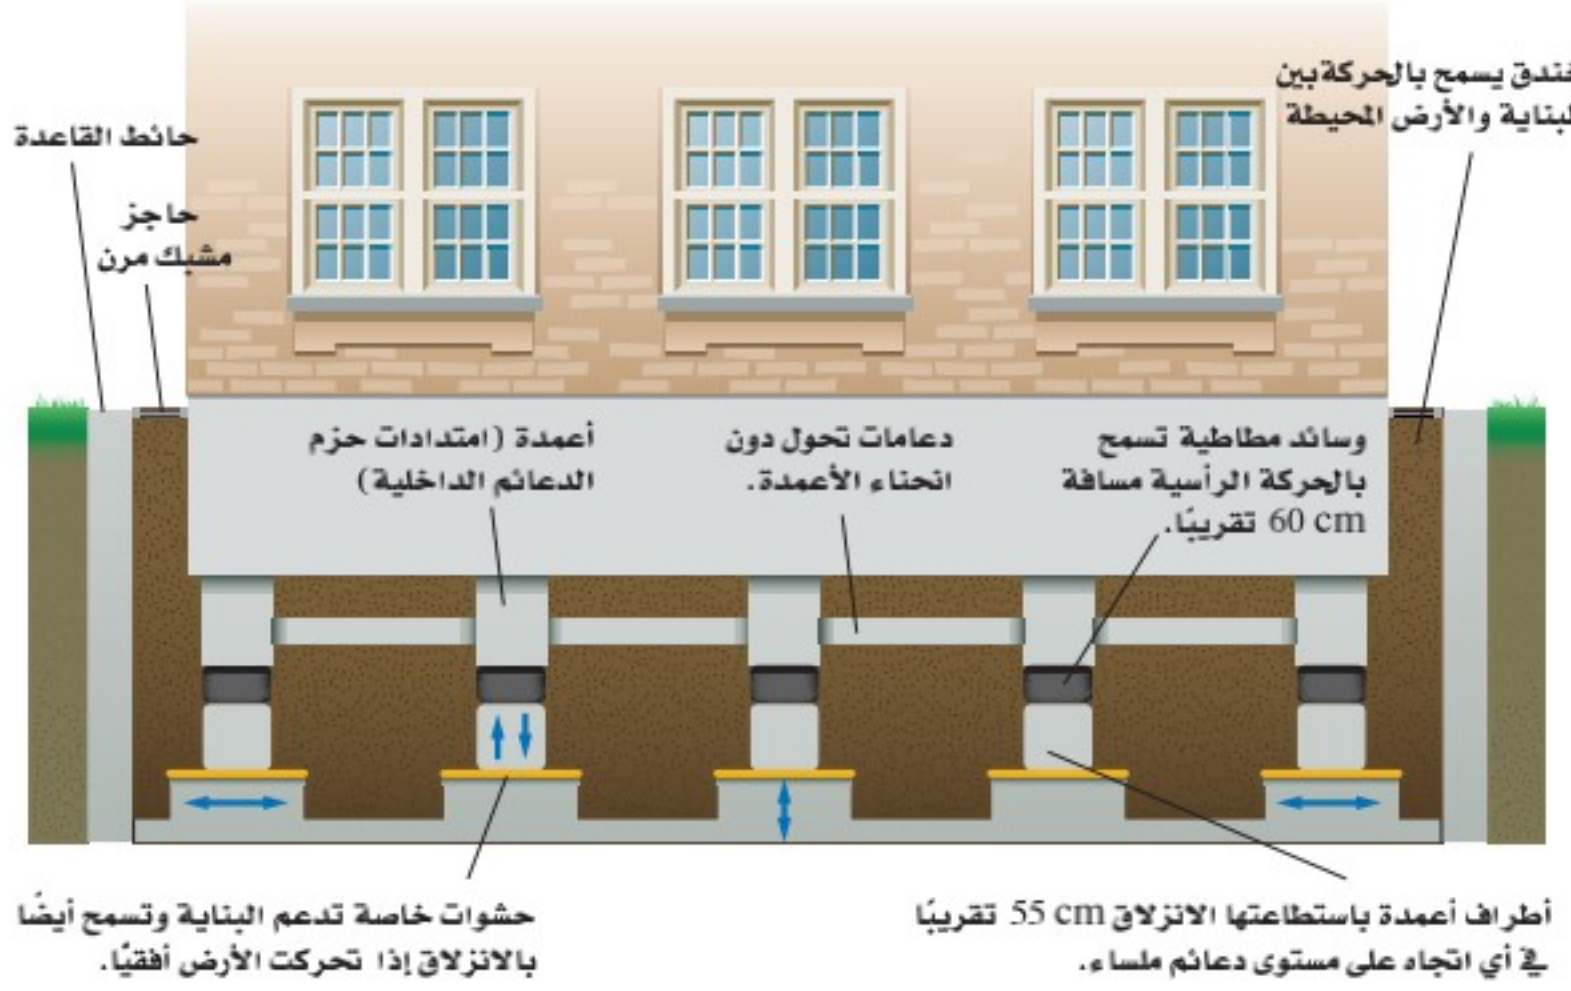 يسمح بالحركة بين
والأرض المحيطة
حائط القاعدة
حاجز
مشبك مرن
أعمدة (امتدادات حزم
الدعائم الداخلية)
دعامات تحول دون
انحناء الأعمدة.
وسائد مطاطية تسمح
بالحركة الرأسية مسافة
60 cm تقريبًا.
حشوات خاصة تدعم البناية وتسمح أيضًا
بالانزلاق إذا تحركت الأرض أفقيًا.
أطراف أعمدة باستطاعتها الانزلاق 55 cm تقريبًا
في أي اتجاه على مستوى دعائم ملساء.